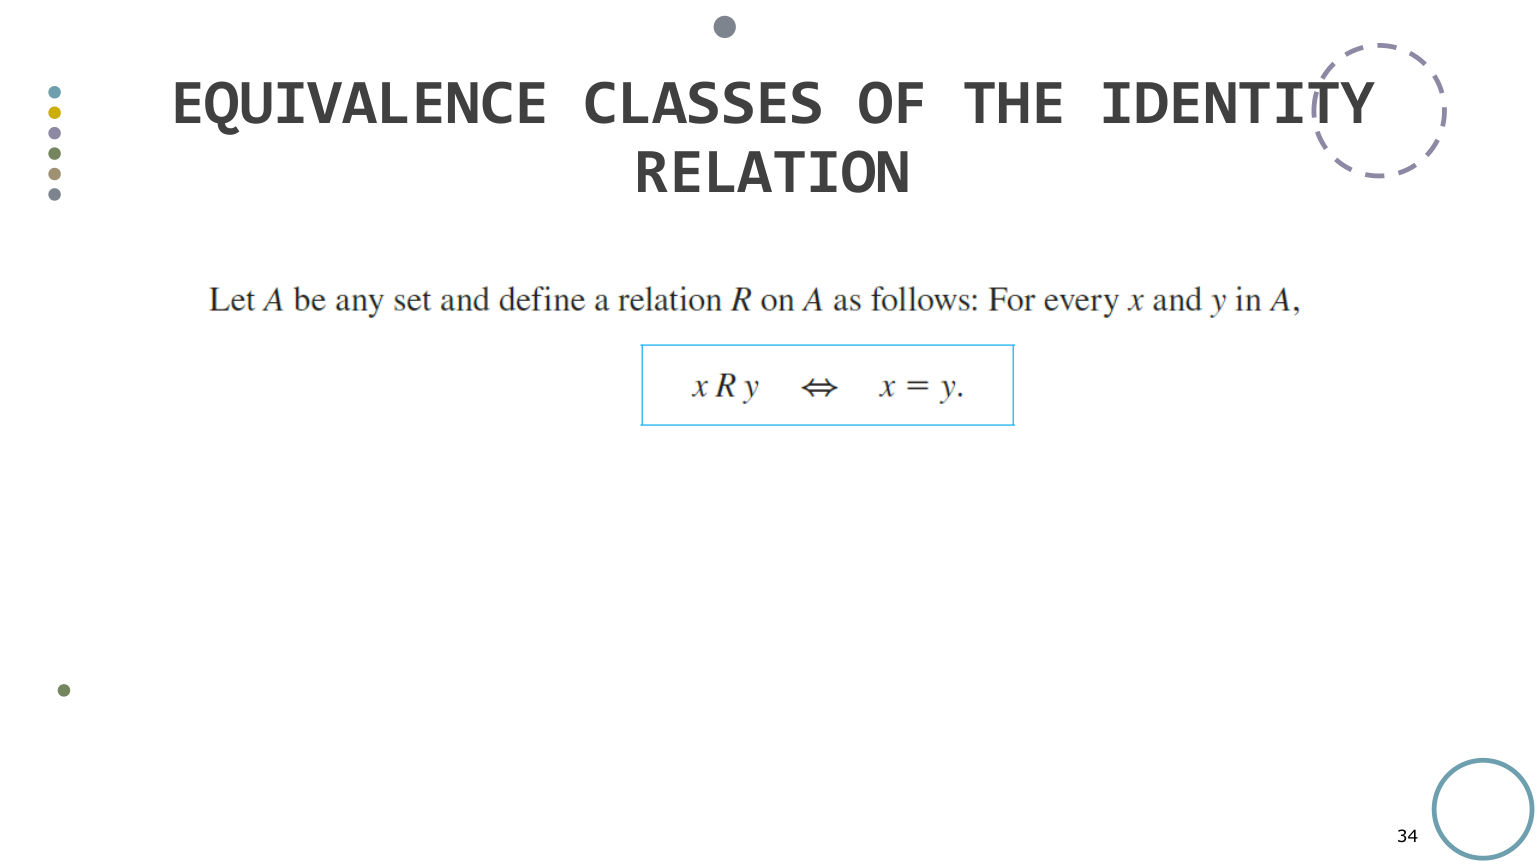 EQUIVALENCE CLASSES OF THE IDENTITY
RELATION
Let A be any set and define a relation R on A as follows: For every x and y in A,
x R y ⇔ x = y.
34